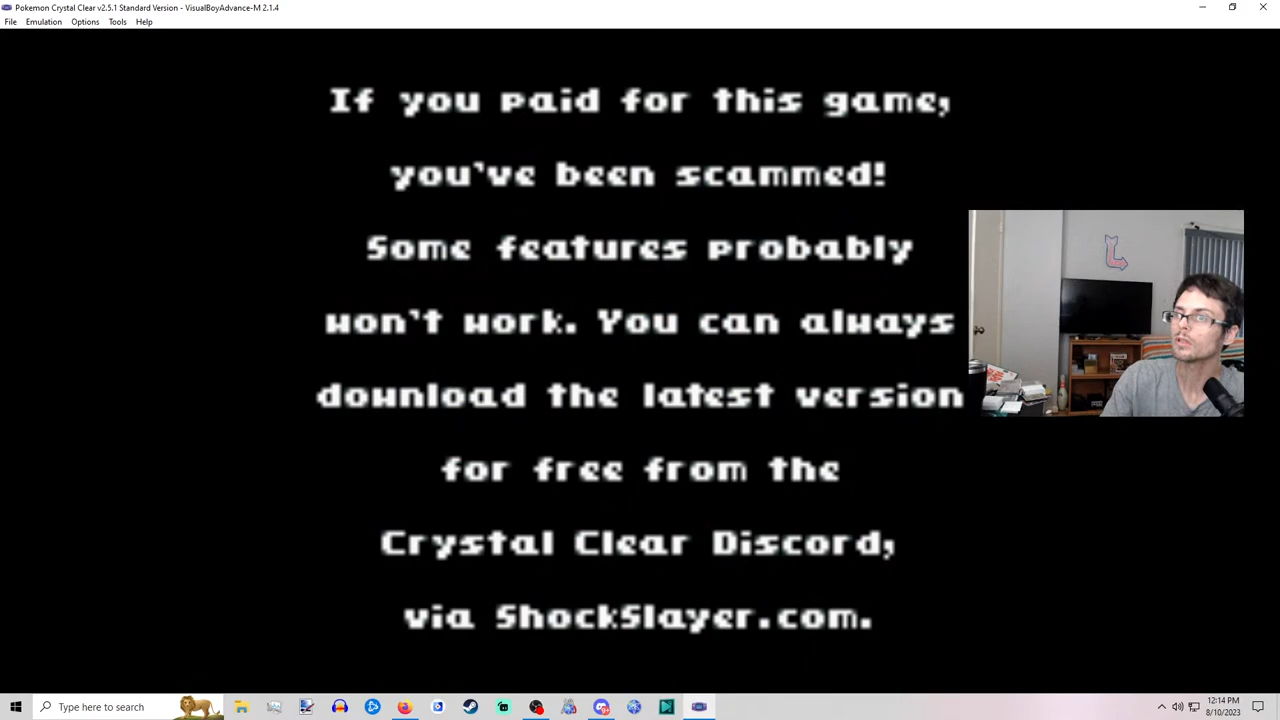 Pokemon Crystal Clear v2.5.1 Standard Version - VisualBoyAdvance-M 2.1.4
File Emulation Options Tools Help
If you paid for this game,
you've been scammed!
Some features probably
won't work. You can always
download the latest version
for free from the
Crystal Clear Discord,
via ShockSlayer.com.
Type here to search
12:14 PM
8/10/2023